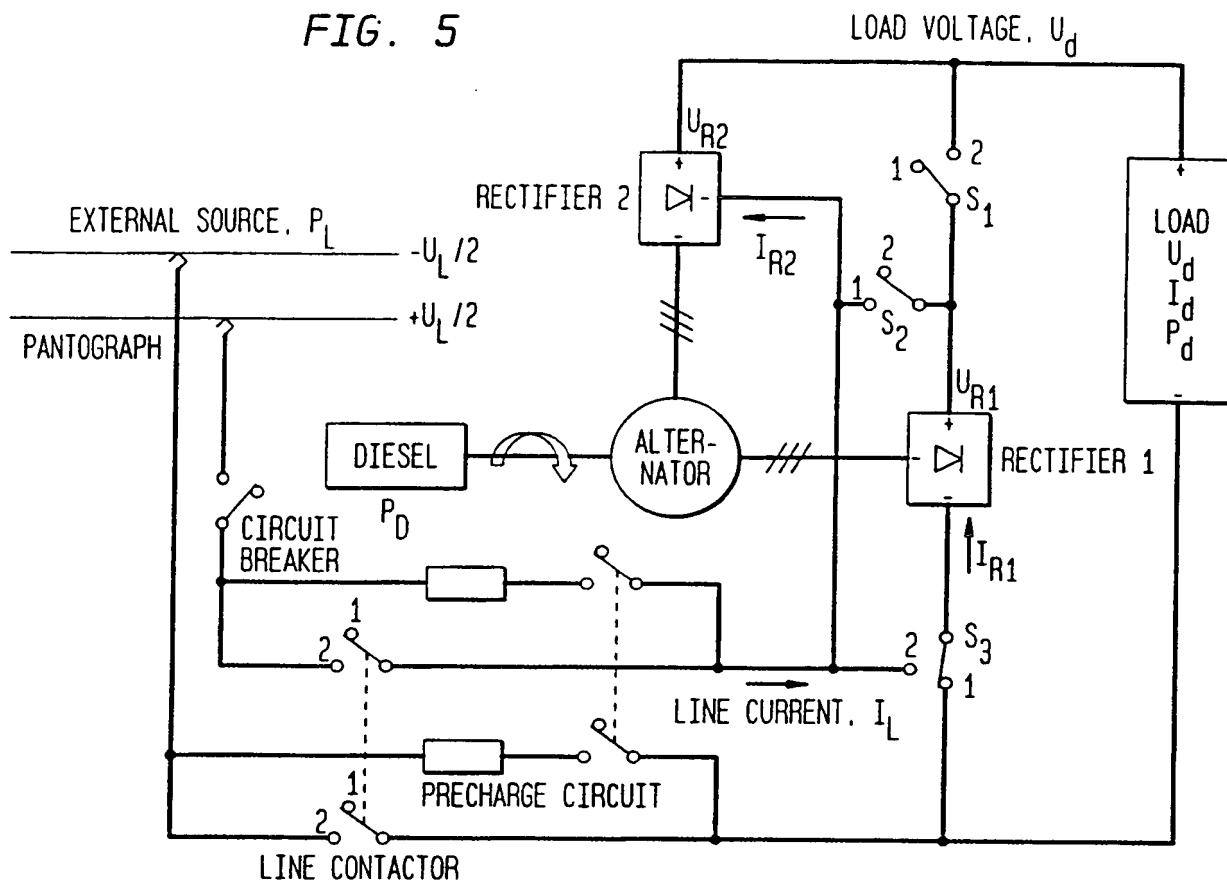 FIG. 5
LOAD VOLTAGE, U_d
U_R2
+
-
-
RECTIFIER 2
I_R2
1
2
S_1
2
1
S_2
+
LOAD
U_d
I_d
P_d
-
EXTERNAL SOURCE, P_L
-U_L/2
+U_L/2
PANTOGRAPH
U_R1
+
-
-
RECTIFIER 1
I_R1
DIESEL
P_D
ALTER-
NATOR
CIRCUIT
BREAKER
1
2
2
S_3
1
LINE CURRENT, I_L
PRECHARGE CIRCUIT
1
2
LINE CONTACTOR